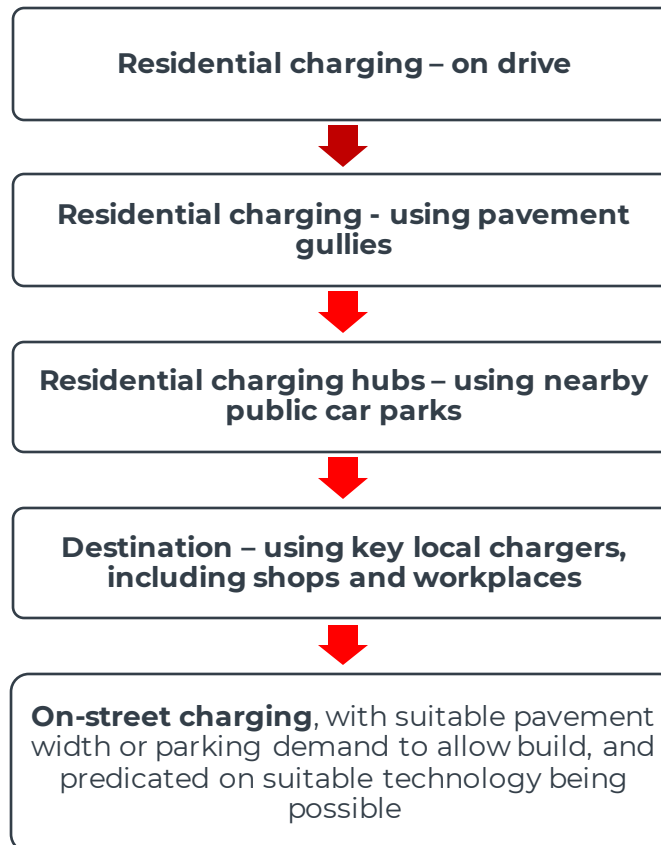 Residential charging – on drive
Residential charging - using pavement
gullies
Residential charging hubs – using nearby
public car parks
Destination – using key local chargers,
including shops and workplaces
On-street charging, with suitable pavement
width or parking demand to allow build, and
predicated on suitable technology being
possible